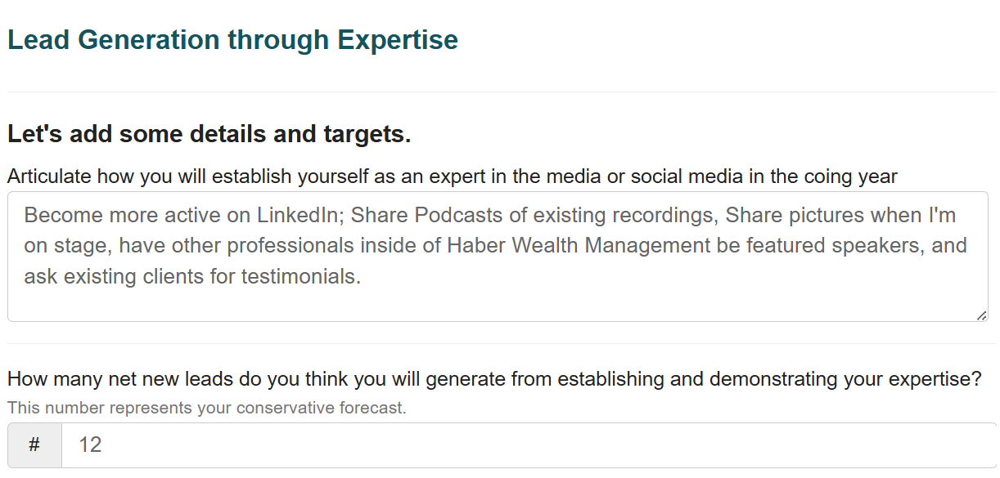 Lead Generation through Expertise
Let's add some details and targets.
Articulate how you will establish yourself as an expert in the media or social media in the coing year
Become more active on LinkedIn; Share Podcasts of existing recordings, Share pictures when I'm
on stage, have other professionals inside of Haber Wealth Management be featured speakers, and
ask existing clients for testimonials.
How many net new leads do you think you will generate from establishing and demonstrating your expertise?
This number represents your conservative forecast.
# 12